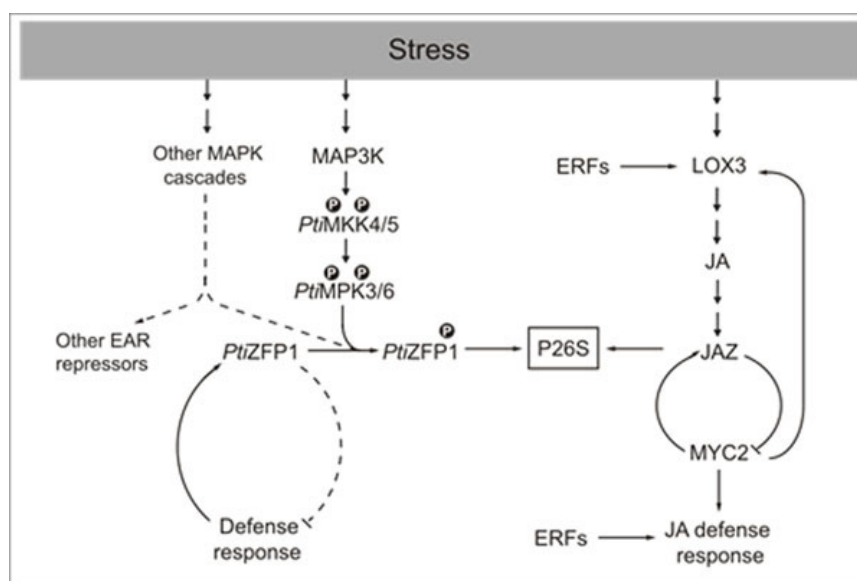 Stress
Other MAPK
cascades
MAP3K
P P
PtiMKK4/5
P P
PtiMPK3/6
Other EAR
repressors
PtiZFP1
P
PtiZFP1
P26S
Defense
response
ERFs
LOX3
JA
JAZ
MYC2
ERFs
JA defense
response